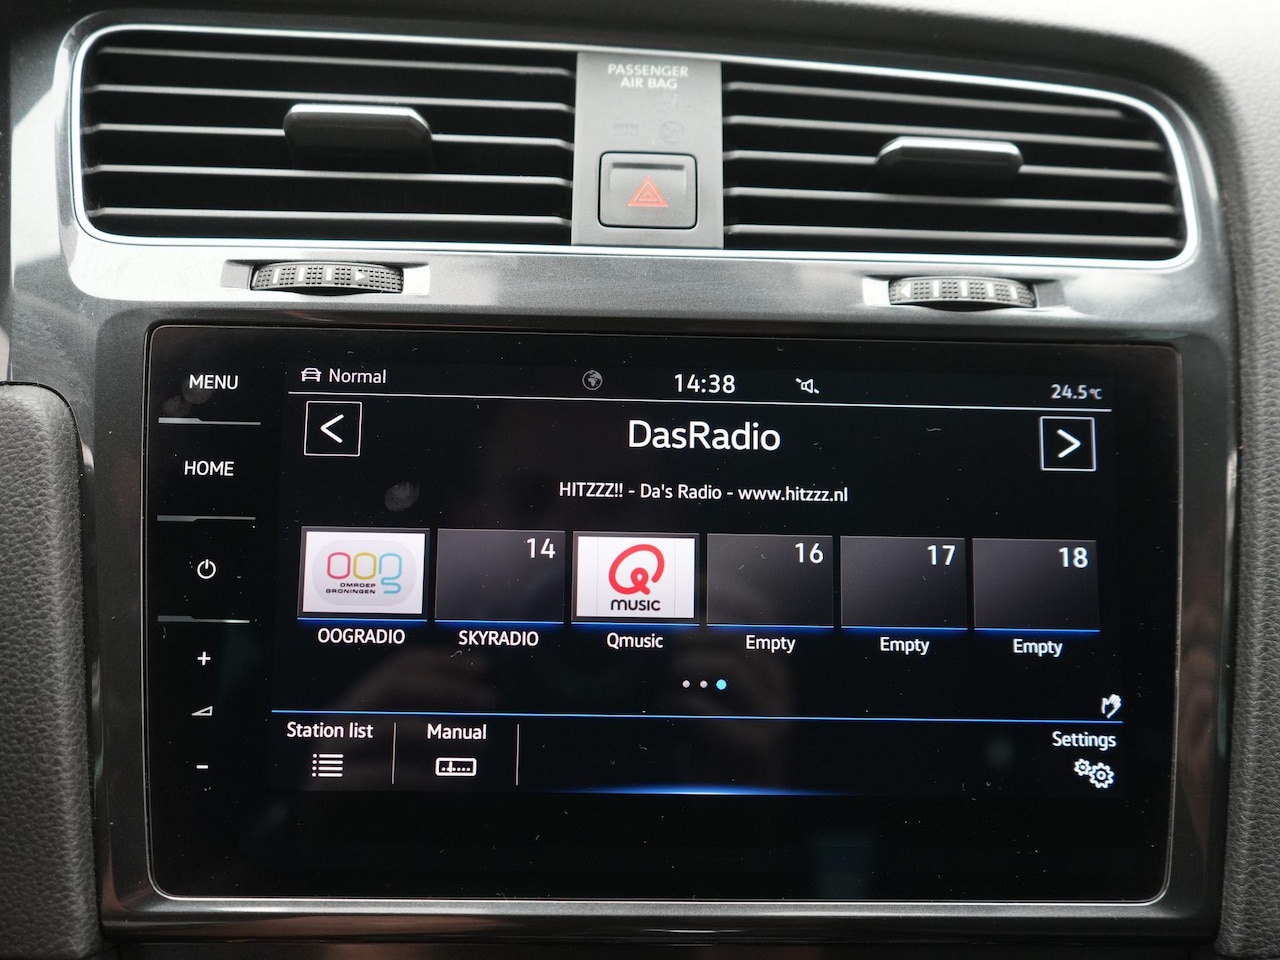 PASSENGER
AIR BAG
MENU
HOME
Normal
14:38
24.5°C
<
DasRadio
>
HITZZZ!! - Da's Radio - www.hitzzz.nl
oog
OMROEP
GRONINGEN
14
Q
MUSIC
16
17
18
OOGRADIO
SKYRADIO
Qmusic
Empty
Empty
Empty
+
-
Station list
Manual
Settings